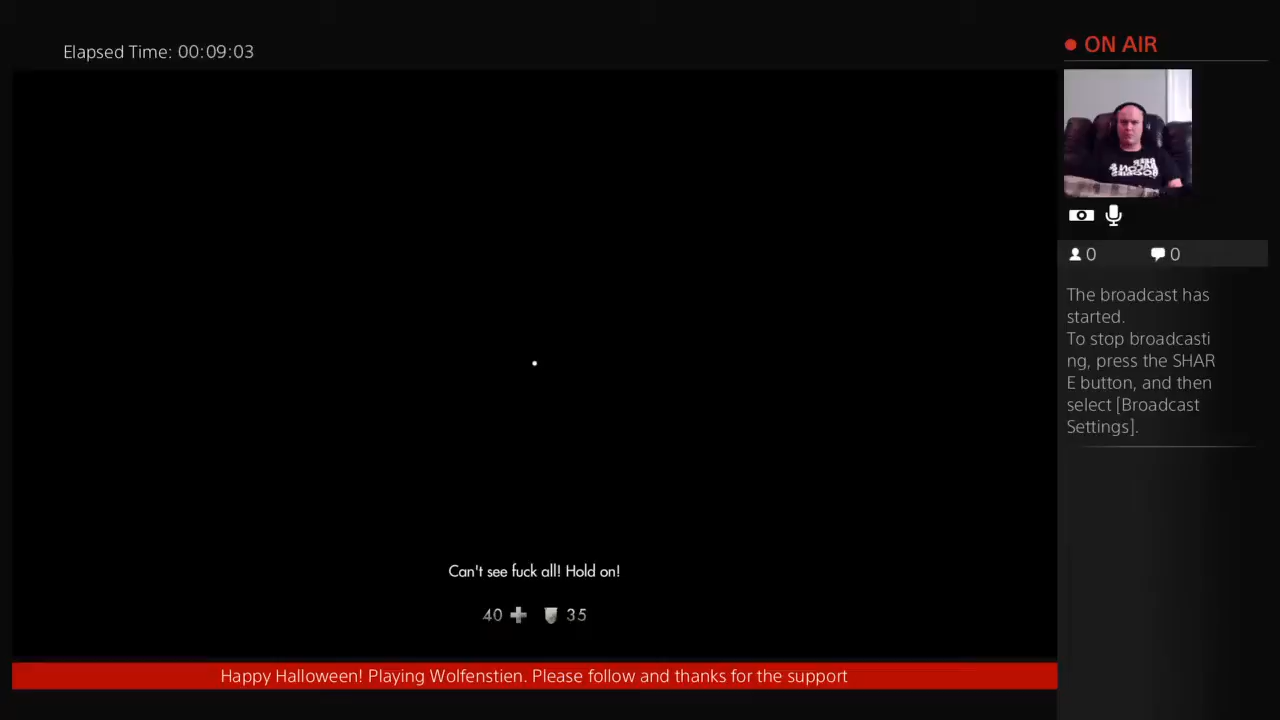 Elapsed Time: 00:09:03
ON AIR
0 0
The broadcast has
started.
To stop broadcasti
ng, press the SHAR
E button, and then
select [Broadcast
Settings].
Can't see fuck all! Hold on!
40 35
Happy Halloween! Playing Wolfenstien. Please follow and thanks for the support